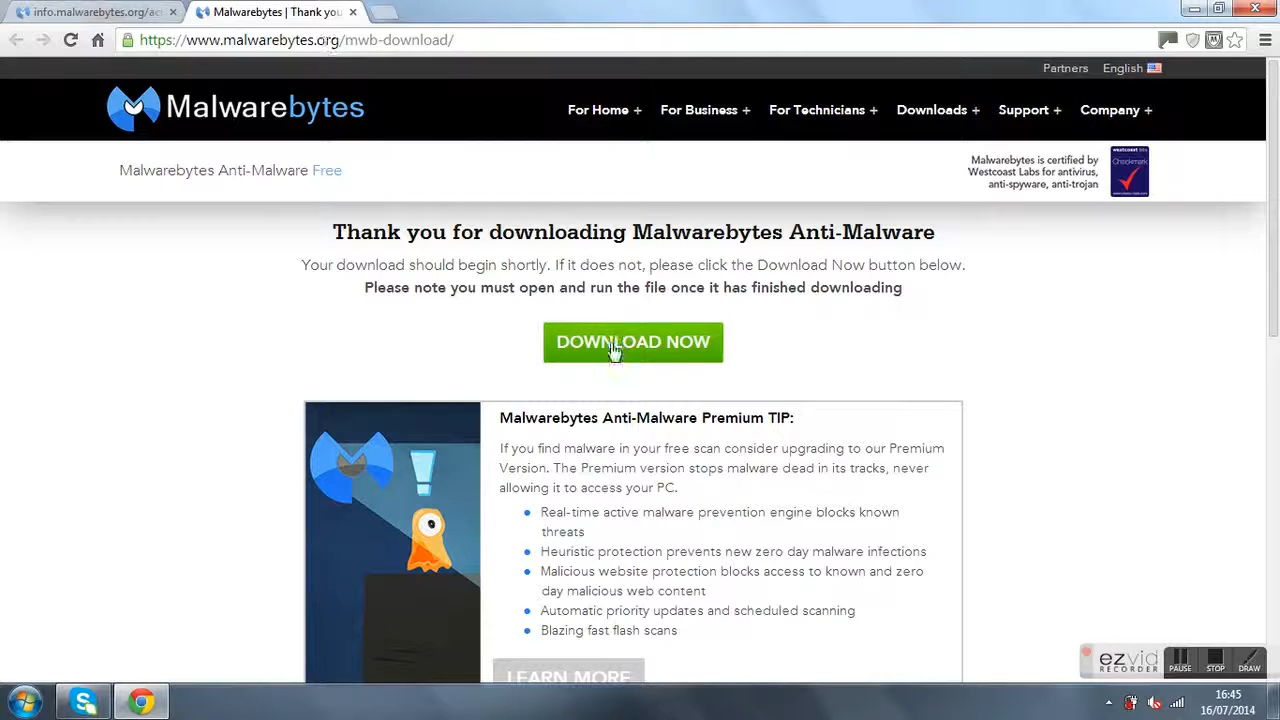 info.malwarebytes.org/ac
Malwarebytes | Thank you
https://www.malwarebytes.org/mwb-download/
Partners
English
Malwarebytes
For Home +
For Business +
For Technicians +
Downloads +
Support +
Company +
Malwarebytes Anti-Malware Free
Malwarebytes is certified by
Westcoast Labs for antivirus,
anti-spyware, anti-trojan
westcoast labs
Checkmark
Thank you for downloading Malwarebytes Anti-Malware
Your download should begin shortly. If it does not, please click the Download Now button below.
Please note you must open and run the file once it has finished downloading
DOWNLOAD NOW
Malwarebytes Anti-Malware Premium TIP:
If you find malware in your free scan consider upgrading to our Premium
Version. The Premium version stops malware dead in its tracks, never
allowing it to access your PC.
Real-time active malware prevention engine blocks known
threats
Heuristic protection prevents new zero day malware infections
Malicious website protection blocks access to known and zero
day malicious web content
Automatic priority updates and scheduled scanning
Blazing fast flash scans
LEARN MORE
ezvid
RECORDER
PAUSE
STOP
DRAW
16:45
16/07/2014